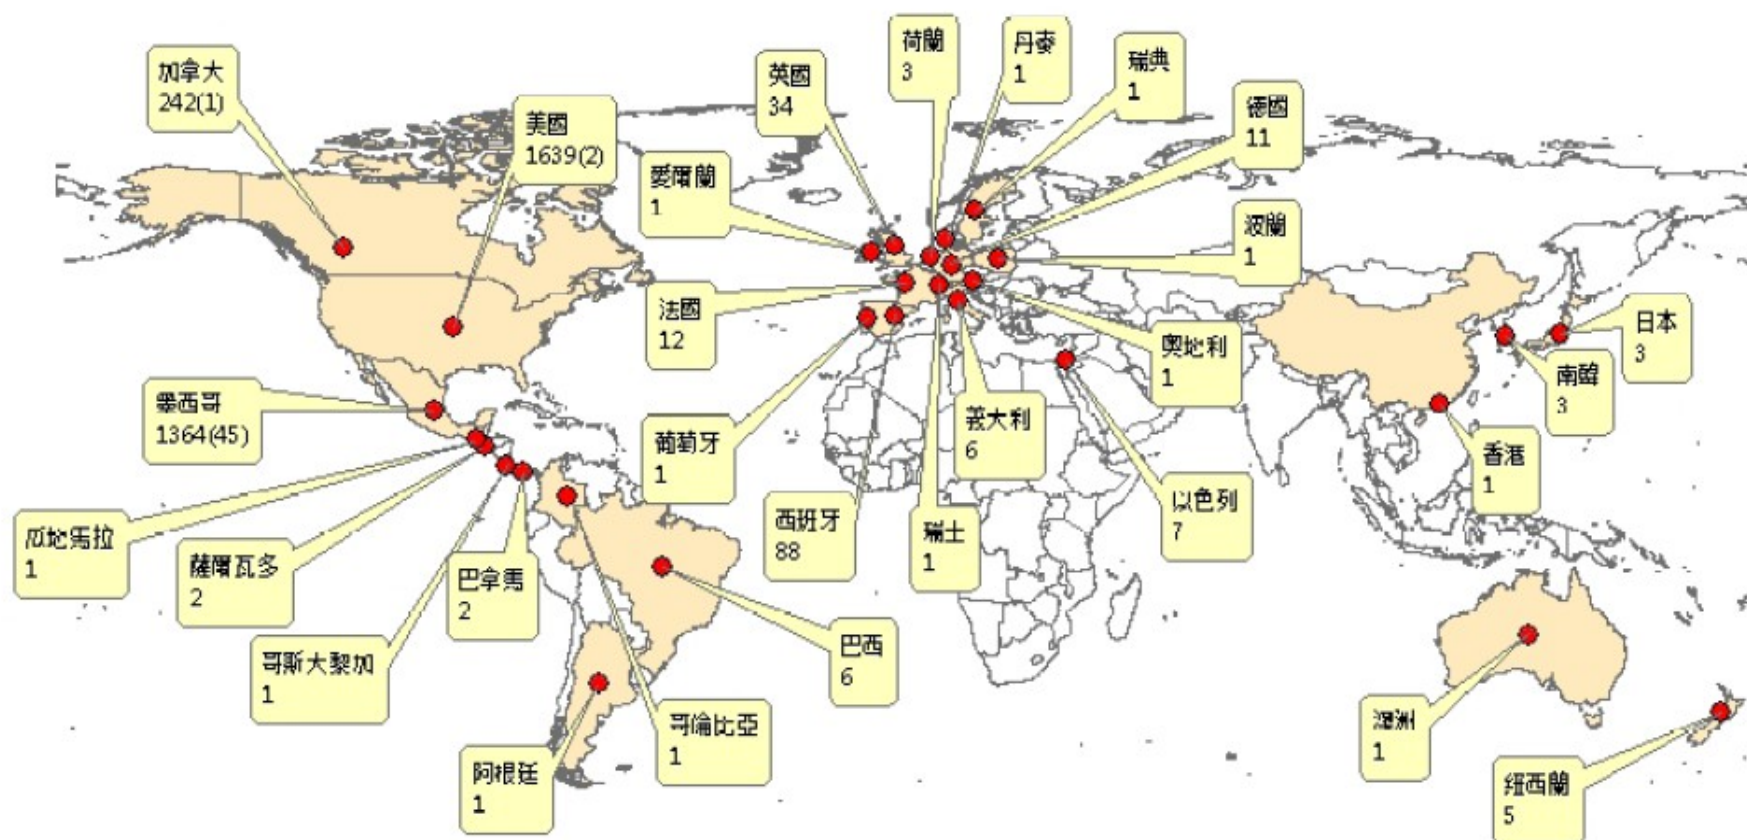 加拿大
242(1)
美國
1639(2)
英國
34
荷蘭
3
丹麥
1
瑞典
1
德國
11
愛爾蘭
1
波蘭
1
法國
12
奧地利
1
日本
3
南韓
3
墨西哥
1364(45)
葡萄牙
1
義大利
6
香港
1
瓜地馬拉
1
薩爾瓦多
2
巴拿馬
2
西班牙
88
瑞士
1
以色列
7
哥斯大黎加
1
巴西
6
哥倫比亞
1
阿根廷
1
澳洲
1
紐西蘭
5